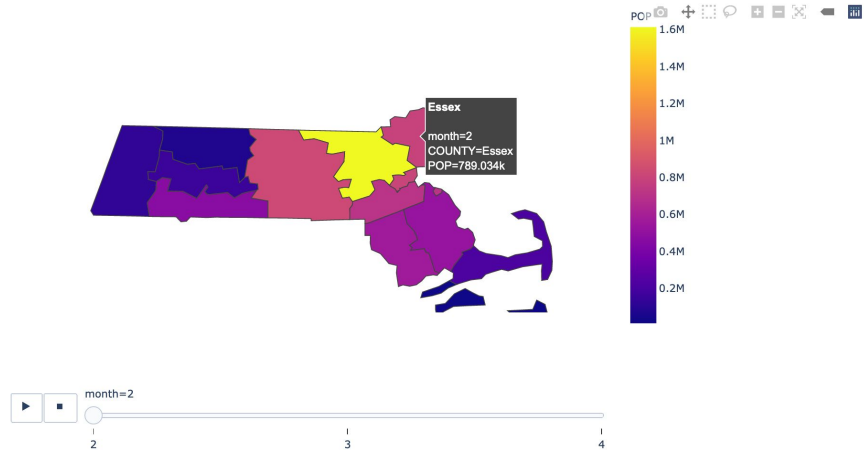 POP
1.6M
1.4M
1.2M
1M
0.8M
0.6M
0.4M
0.2M
Essex
month=2
COUNTY=Essex
POP=789.034k
month=2
2
3
4